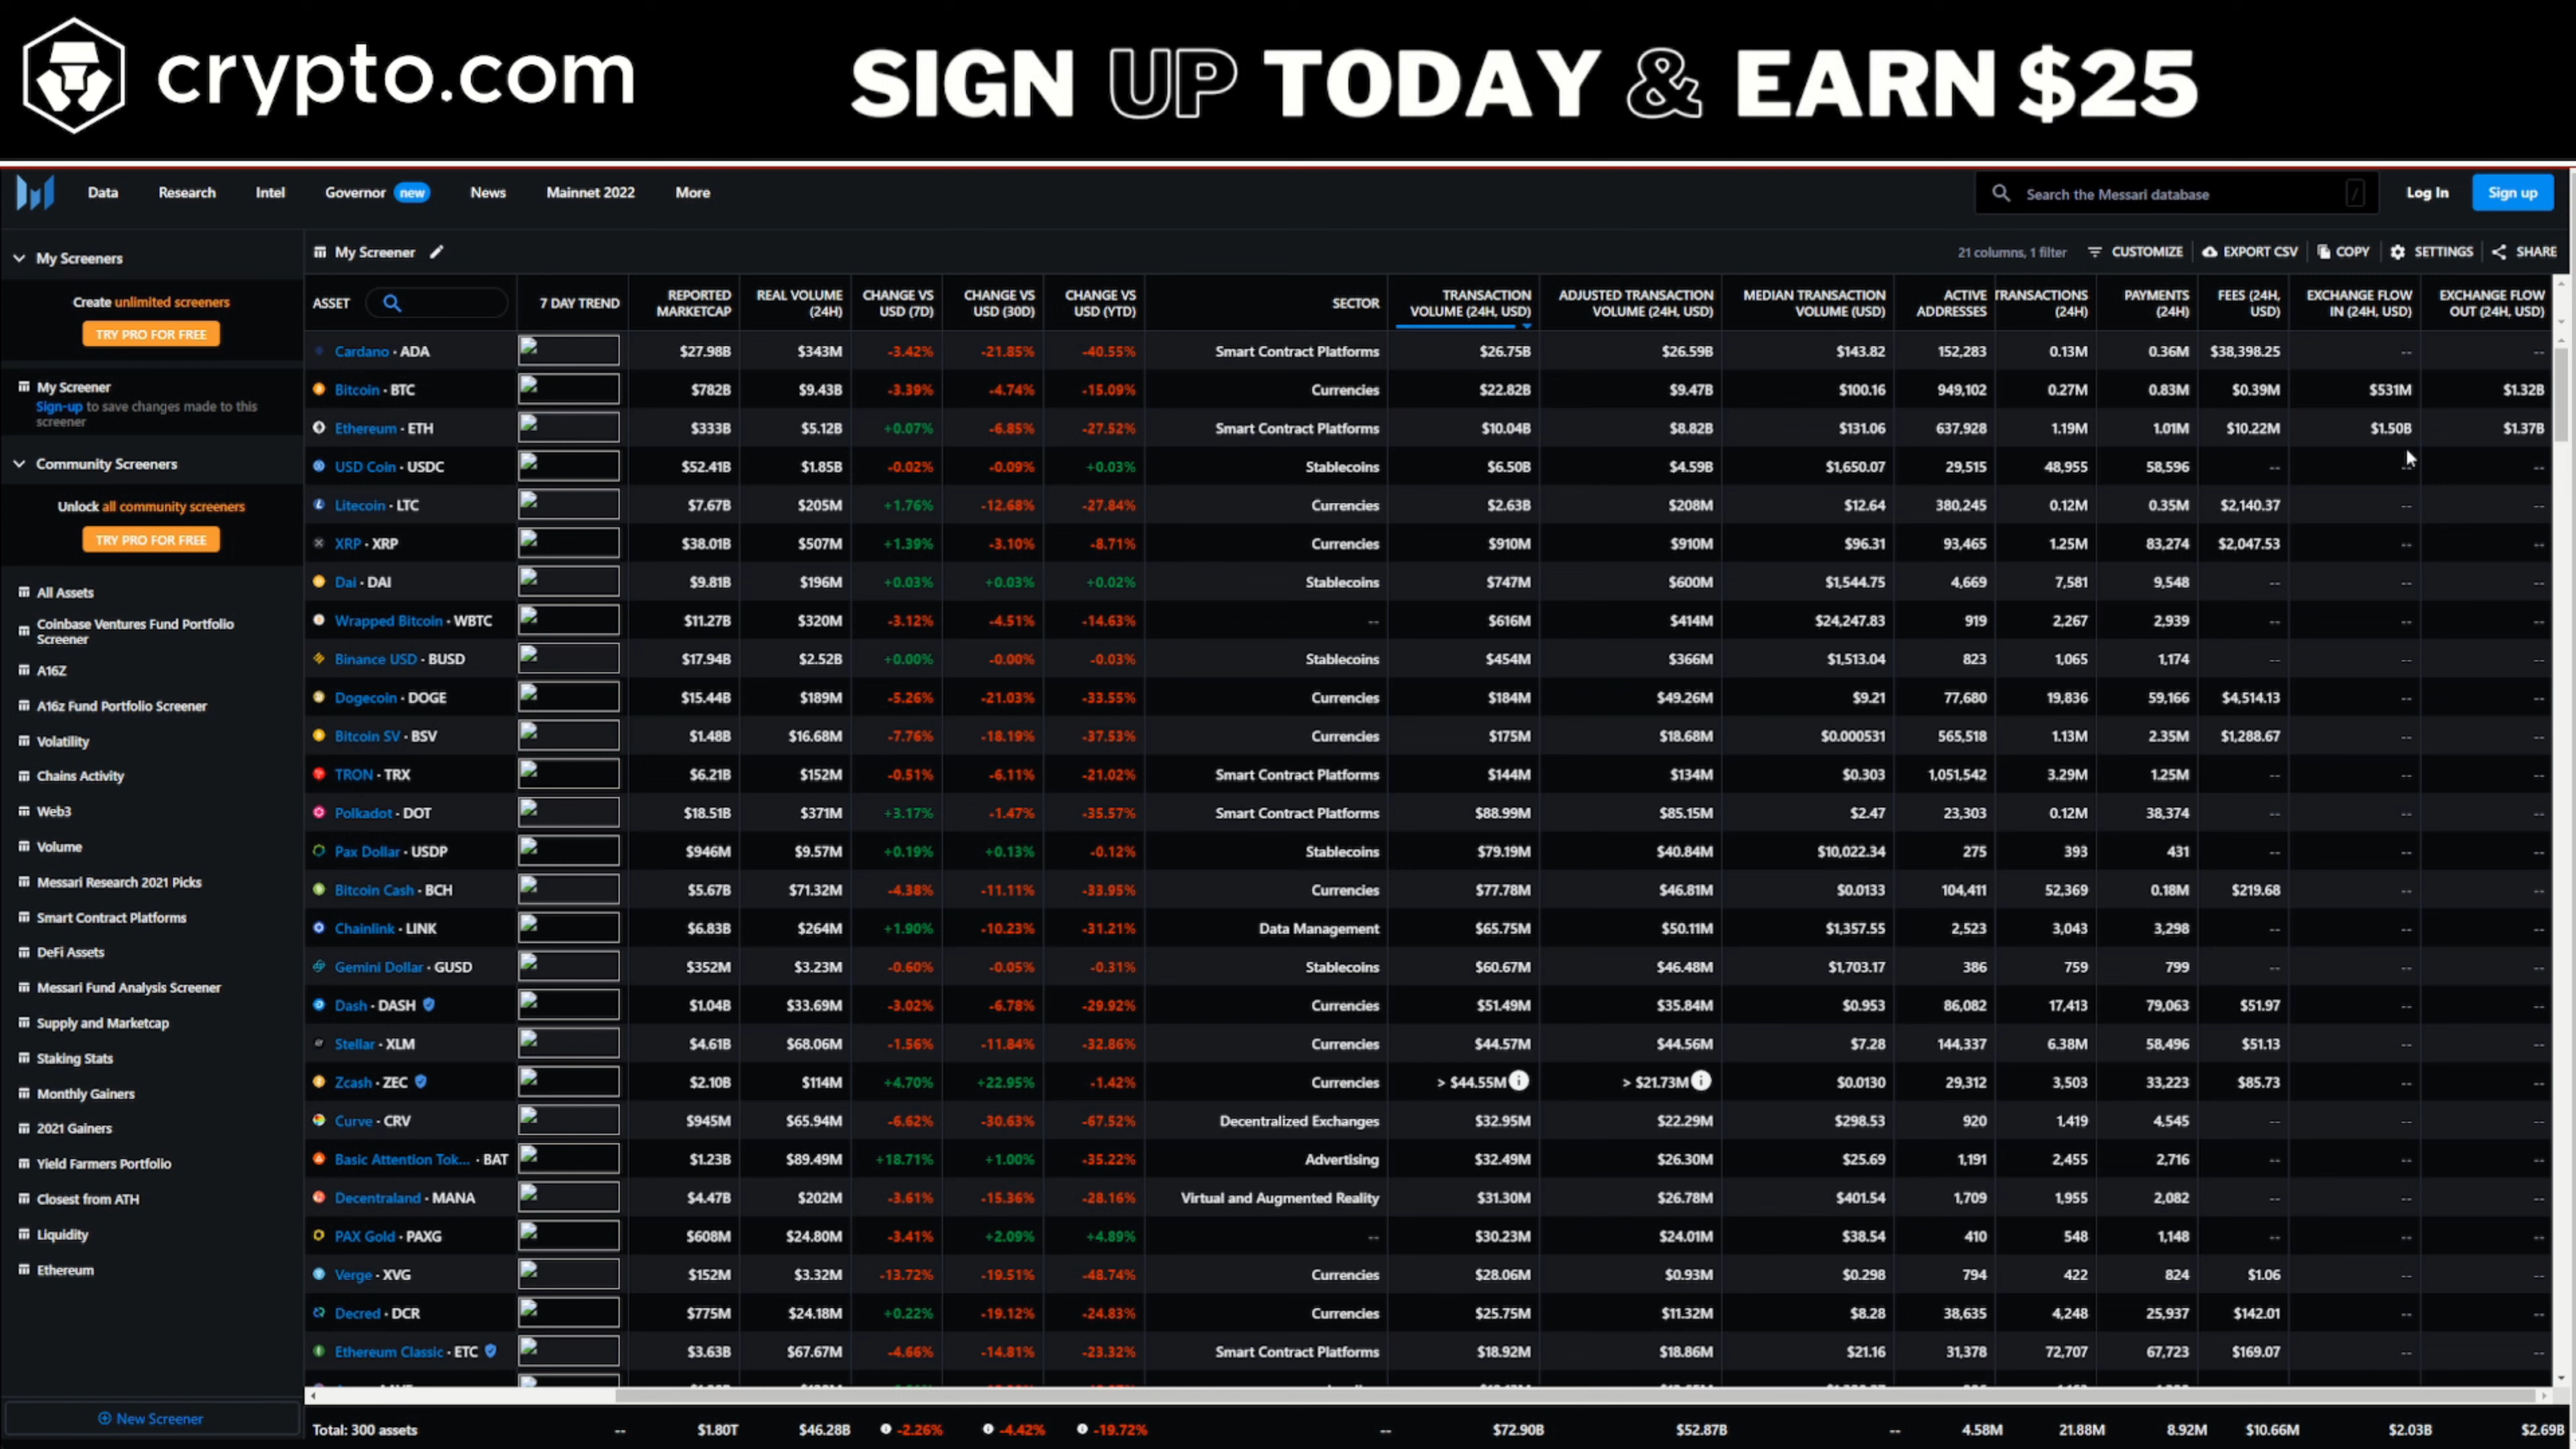 crypto.com SIGN UP TODAY & EARN $25
Data Research Intel Governor new News Mainnet 2022 More Search the Messari database / Log In Sign up
My Screeners
Create unlimited screeners
TRY PRO FOR FREE
My Screener
Sign-up to save changes made to this
screener
Community Screeners
Unlock all community screeners
TRY PRO FOR FREE
All Assets
Coinbase Ventures Fund Portfolio
Screener
A16Z
A16z Fund Portfolio Screener
Volatility
Chains Activity
Web3
Volume
Messari Research 2021 Picks
Smart Contract Platforms
DeFi Assets
Messari Fund Analysis Screener
Supply and Marketcap
Staking Stats
Monthly Gainers
2021 Gainers
Yield Farmers Portfolio
Closest from ATH
Liquidity
Ethereum
New Screener
My Screener 21 columns, 1 filter CUSTOMIZE EXPORT CSV COPY SETTINGS SHARE
ASSET 7 DAY TREND REPORTED MARKETCAP REAL VOLUME (24H) CHANGE VS USD (7D) CHANGE VS USD (30D) CHANGE VS USD (YTD) SECTOR TRANSACTION VOLUME (24H, USD) ADJUSTED TRANSACTION VOLUME (24H, USD) MEDIAN TRANSACTION VOLUME (USD) ACTIVE ADDRESSES TRANSACTIONS (24H) PAYMENTS (24H) FEES (24H, USD) EXCHANGE FLOW IN (24H, USD) EXCHANGE FLOW OUT (24H, USD)
Cardano · ADA $27.98B $343M -3.42% -21.85% -40.55% Smart Contract Platforms $26.75B $26.59B $143.82 152,283 0.13M 0.36M $38,398.25 -- --
Bitcoin · BTC $782B $9.43B -3.39% -4.74% -15.09% Currencies $22.82B $9.47B $100.16 949,102 0.27M 0.83M $0.39M $531M $1.32B
Ethereum · ETH $333B $5.12B +0.07% -6.85% -27.52% Smart Contract Platforms $10.04B $8.82B $131.06 637,928 1.19M 1.01M $10.22M $1.50B $1.37B
USD Coin · USDC $52.41B $1.85B -0.02% -0.09% +0.03% Stablecoins $6.50B $4.59B $1,650.07 29,515 48,955 58,596 -- -- --
Litecoin · LTC $7.67B $205M +1.76% -12.68% -27.84% Currencies $2.63B $208M $12.64 380,245 0.12M 0.35M $2,140.37 -- --
XRP · XRP $38.01B $507M +1.39% -3.10% -8.71% Currencies $910M $910M $96.31 93,465 1.25M 83,274 $2,047.53 -- --
Dai · DAI $9.81B $196M +0.03% +0.03% +0.02% Stablecoins $747M $600M $1,544.75 4,669 7,581 9,548 -- -- --
Wrapped Bitcoin · WBTC $11.27B $320M -3.12% -4.51% -14.63% -- $616M $414M $24,247.83 919 2,267 2,939 -- -- --
Binance USD · BUSD $17.94B $2.52B +0.00% -0.00% -0.03% Stablecoins $454M $366M $1,513.04 823 1,065 1,174 -- -- --
Dogecoin · DOGE $15.44B $189M -5.26% -21.03% -33.55% Currencies $184M $49.26M $9.21 77,680 19,836 59,166 $4,514.13 -- --
Bitcoin SV · BSV $1.48B $16.68M -7.76% -18.19% -37.53% Currencies $175M $18.68M $0.000531 565,518 1.13M 2.35M $1,288.67 -- --
TRON · TRX $6.21B $152M -0.51% -6.11% -21.02% Smart Contract Platforms $144M $134M $0.303 1,051,542 3.29M 1.25M -- -- --
Polkadot · DOT $18.51B $371M +3.17% -1.47% -35.57% Smart Contract Platforms $88.99M $85.15M $2.47 23,303 0.12M 38,374 -- -- --
Pax Dollar · USDP $946M $9.57M +0.19% +0.13% -0.12% Stablecoins $79.19M $40.84M $10,022.34 275 393 431 -- -- --
Bitcoin Cash · BCH $5.67B $71.32M -4.38% -11.11% -33.95% Currencies $77.78M $46.81M $0.0133 104,411 52,369 0.18M $219.68 -- --
Chainlink · LINK $6.83B $264M +1.90% -10.23% -31.21% Data Management $65.75M $50.11M $1,357.55 2,523 3,043 3,298 -- -- --
Gemini Dollar · GUSD $352M $3.23M -0.60% -0.05% -0.31% Stablecoins $60.67M $46.48M $1,703.17 386 759 799 -- -- --
Dash · DASH $1.04B $33.69M -3.02% -6.78% -29.92% Currencies $51.49M $35.84M $0.953 86,082 17,413 79,063 $51.97 -- --
Stellar · XLM $4.61B $68.06M -1.56% -11.84% -32.86% Currencies $44.57M $44.56M $7.28 144,337 6.38M 58,496 $51.13 -- --
Zcash · ZEC $2.10B $114M +4.70% +22.95% -1.42% Currencies > $44.55M > $21.73M $0.0130 29,312 3,503 33,223 $85.73 -- --
Curve · CRV $945M $65.94M -6.62% -30.63% -67.52% Decentralized Exchanges $32.95M $22.29M $298.53 920 1,419 4,545 -- -- --
Basic Attention Tok... · BAT $1.23B $89.49M +18.71% +1.00% -35.22% Advertising $32.49M $26.30M $25.69 1,191 2,455 2,716 -- -- --
Decentraland · MANA $4.47B $202M -3.61% -15.36% -28.16% Virtual and Augmented Reality $31.30M $26.78M $401.54 1,709 1,955 2,082 -- -- --
PAX Gold · PAXG $608M $24.80M -3.41% +2.09% +4.89% -- $30.23M $24.01M $38.54 410 548 1,148 -- -- --
Verge · XVG $152M $3.32M -13.72% -19.51% -48.74% Currencies $28.06M $0.93M $0.298 794 422 824 $1.06 -- --
Decred · DCR $775M $24.18M +0.22% -19.12% -24.83% Currencies $25.75M $11.32M $8.28 38,635 4,248 25,937 $142.01 -- --
Ethereum Classic · ETC $3.63B $67.67M -4.66% -14.81% -23.32% Smart Contract Platforms $18.92M $18.86M $21.16 31,378 72,707 67,723 $169.07 -- --
Total: 300 assets -- $1.80T $46.28B -2.26% -4.42% -19.72% -- $72.90B $52.87B -- 4.58M 21.88M 8.92M $10.66M $2.03B $2.69B